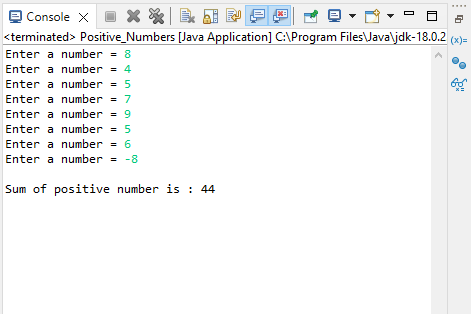 Console
<terminated> Positive_Numbers [Java Application] C:\Program Files\Java\jdk-18.0.2
Enter a number = 8
Enter a number = 4
Enter a number = 5
Enter a number = 7
Enter a number = 9
Enter a number = 5
Enter a number = 6
Enter a number = -8
Sum of positive number is : 44